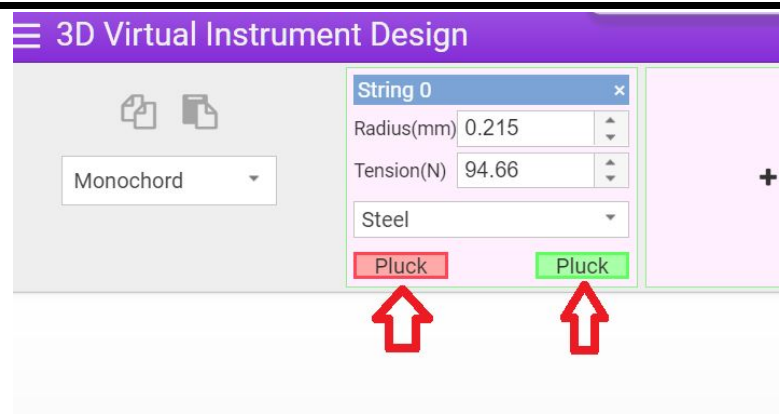 3D Virtual Instrument Design
String 0 ×
Radius(mm) 0.215
Monochord
Tension(N) 94.66
+
Steel
Pluck Pluck